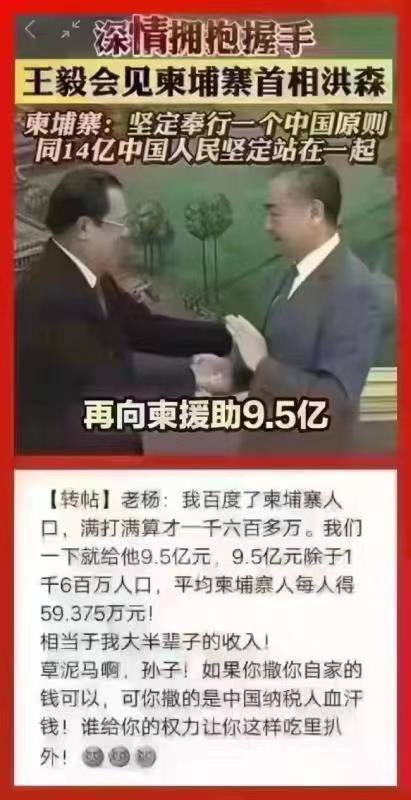 深情拥抱握手
王毅会见柬埔寨首相洪森
柬埔寨：坚定奉行一个中国原则
同14亿中国人民坚定站在一起
再向柬援助9.5亿
【转帖】老杨：我百度了柬埔寨人
口，满打满算才一千六百多万。我们
一下就给他9.5亿元，9.5亿元除于1
千6百万人口，平均柬埔寨人每人得
59.375万元！
相当于我大半辈子的收入！
草泥马啊，孙子！如果你撒你自家的
钱可以，可你撒的是中国纳税人血汗
钱！谁给你的权力让你这样吃里扒
外！